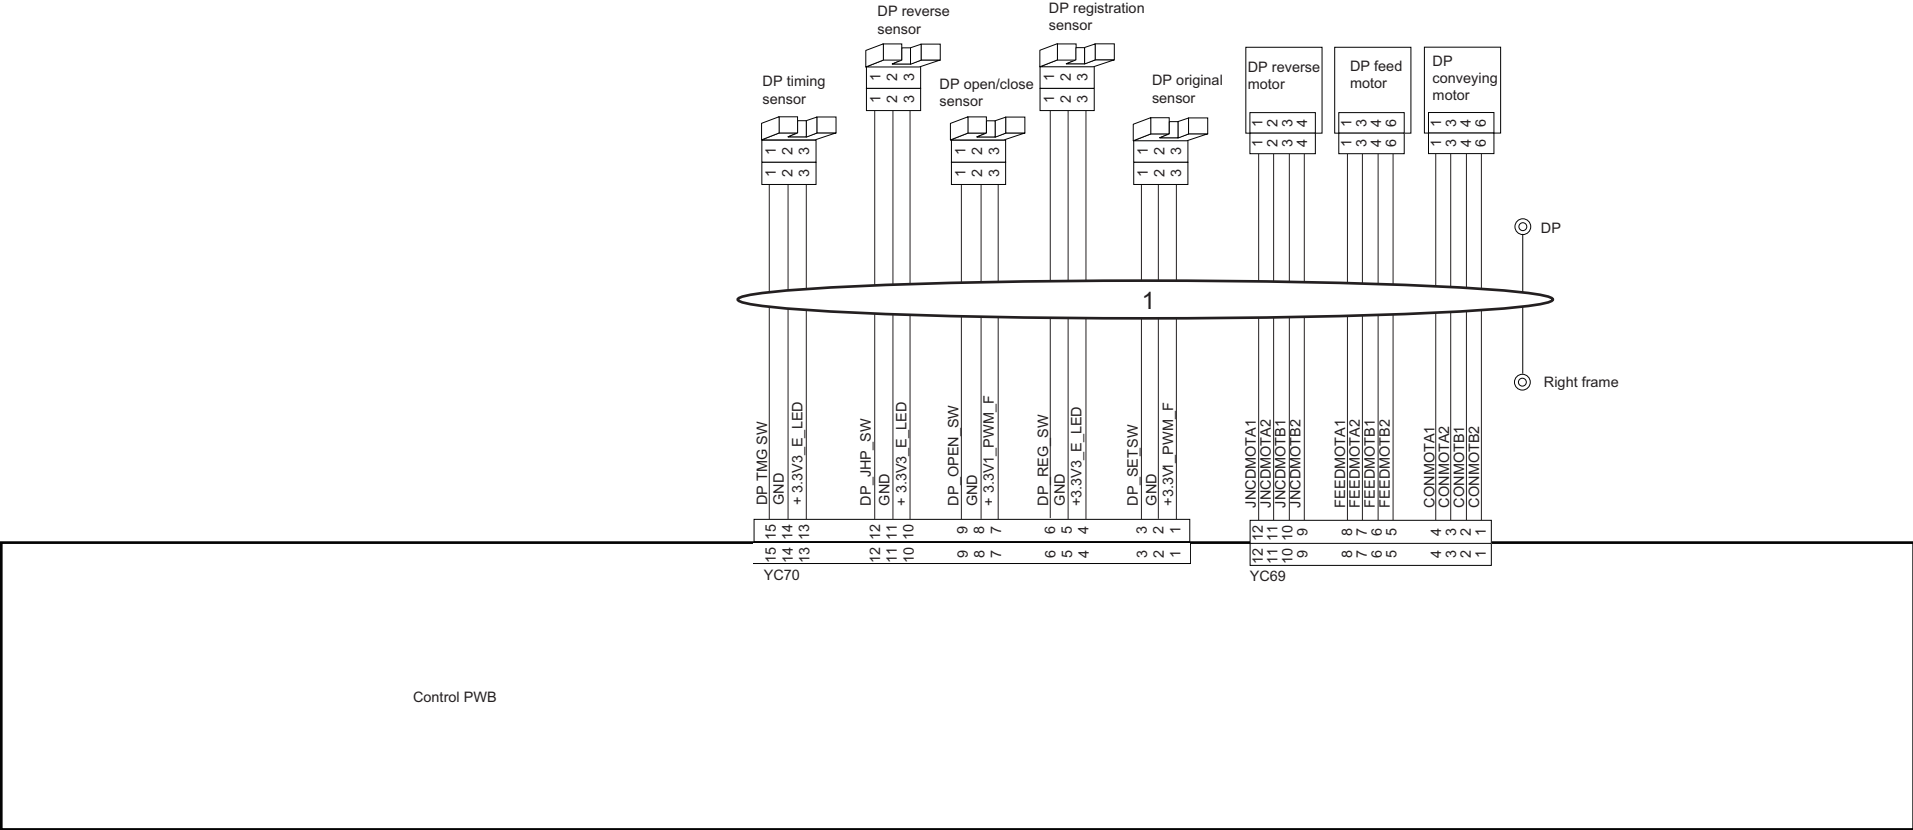 DP reverse
sensor
DP registration
sensor
DP timing
sensor
DP open/close
sensor
DP original
sensor
DP reverse
motor
DP feed
motor
DP
conveying
motor
1 2 3
1 2 3
1 2 3
1 2 3
1 2 3
1 2 3
1 2 3
1 2 3
1 2 3
1 2 3
1 2 3 4
1 2 3 4
1 3 4 6
1 3 4 6
1 3 4 6
1 3 4 6
DP
1
Right frame
DP TMG SW
GND
+ 3.3V3_E_LED
DP_JHP_SW
GND
+ 3.3V3_E_LED
DP_OPEN_SW
GND
+ 3.3V1_PWM_F
DP_REG_SW
GND
+3.3V3_E_LED
DP_SET SW
GND
+3.3V1_PWM_F
JNCDMOTA1
JNCDMOTA2
JNCDMOTB1
JNCDMOTB2
FEEDMOTA1
FEEDMOTA2
FEEDMOTB1
FEEDMOTB2
CONMOTA1
CONMOTA2
CONMOTB1
CONMOTB2
15 14 13 12 11 10 9 8 7 6 5 4 3 2 1
15 14 13 12 11 10 9 8 7 6 5 4 3 2 1
YC70
12 11 10 9 8 7 6 5 4 3 2 1
12 11 10 9 8 7 6 5 4 3 2 1
YC69
Control PWB